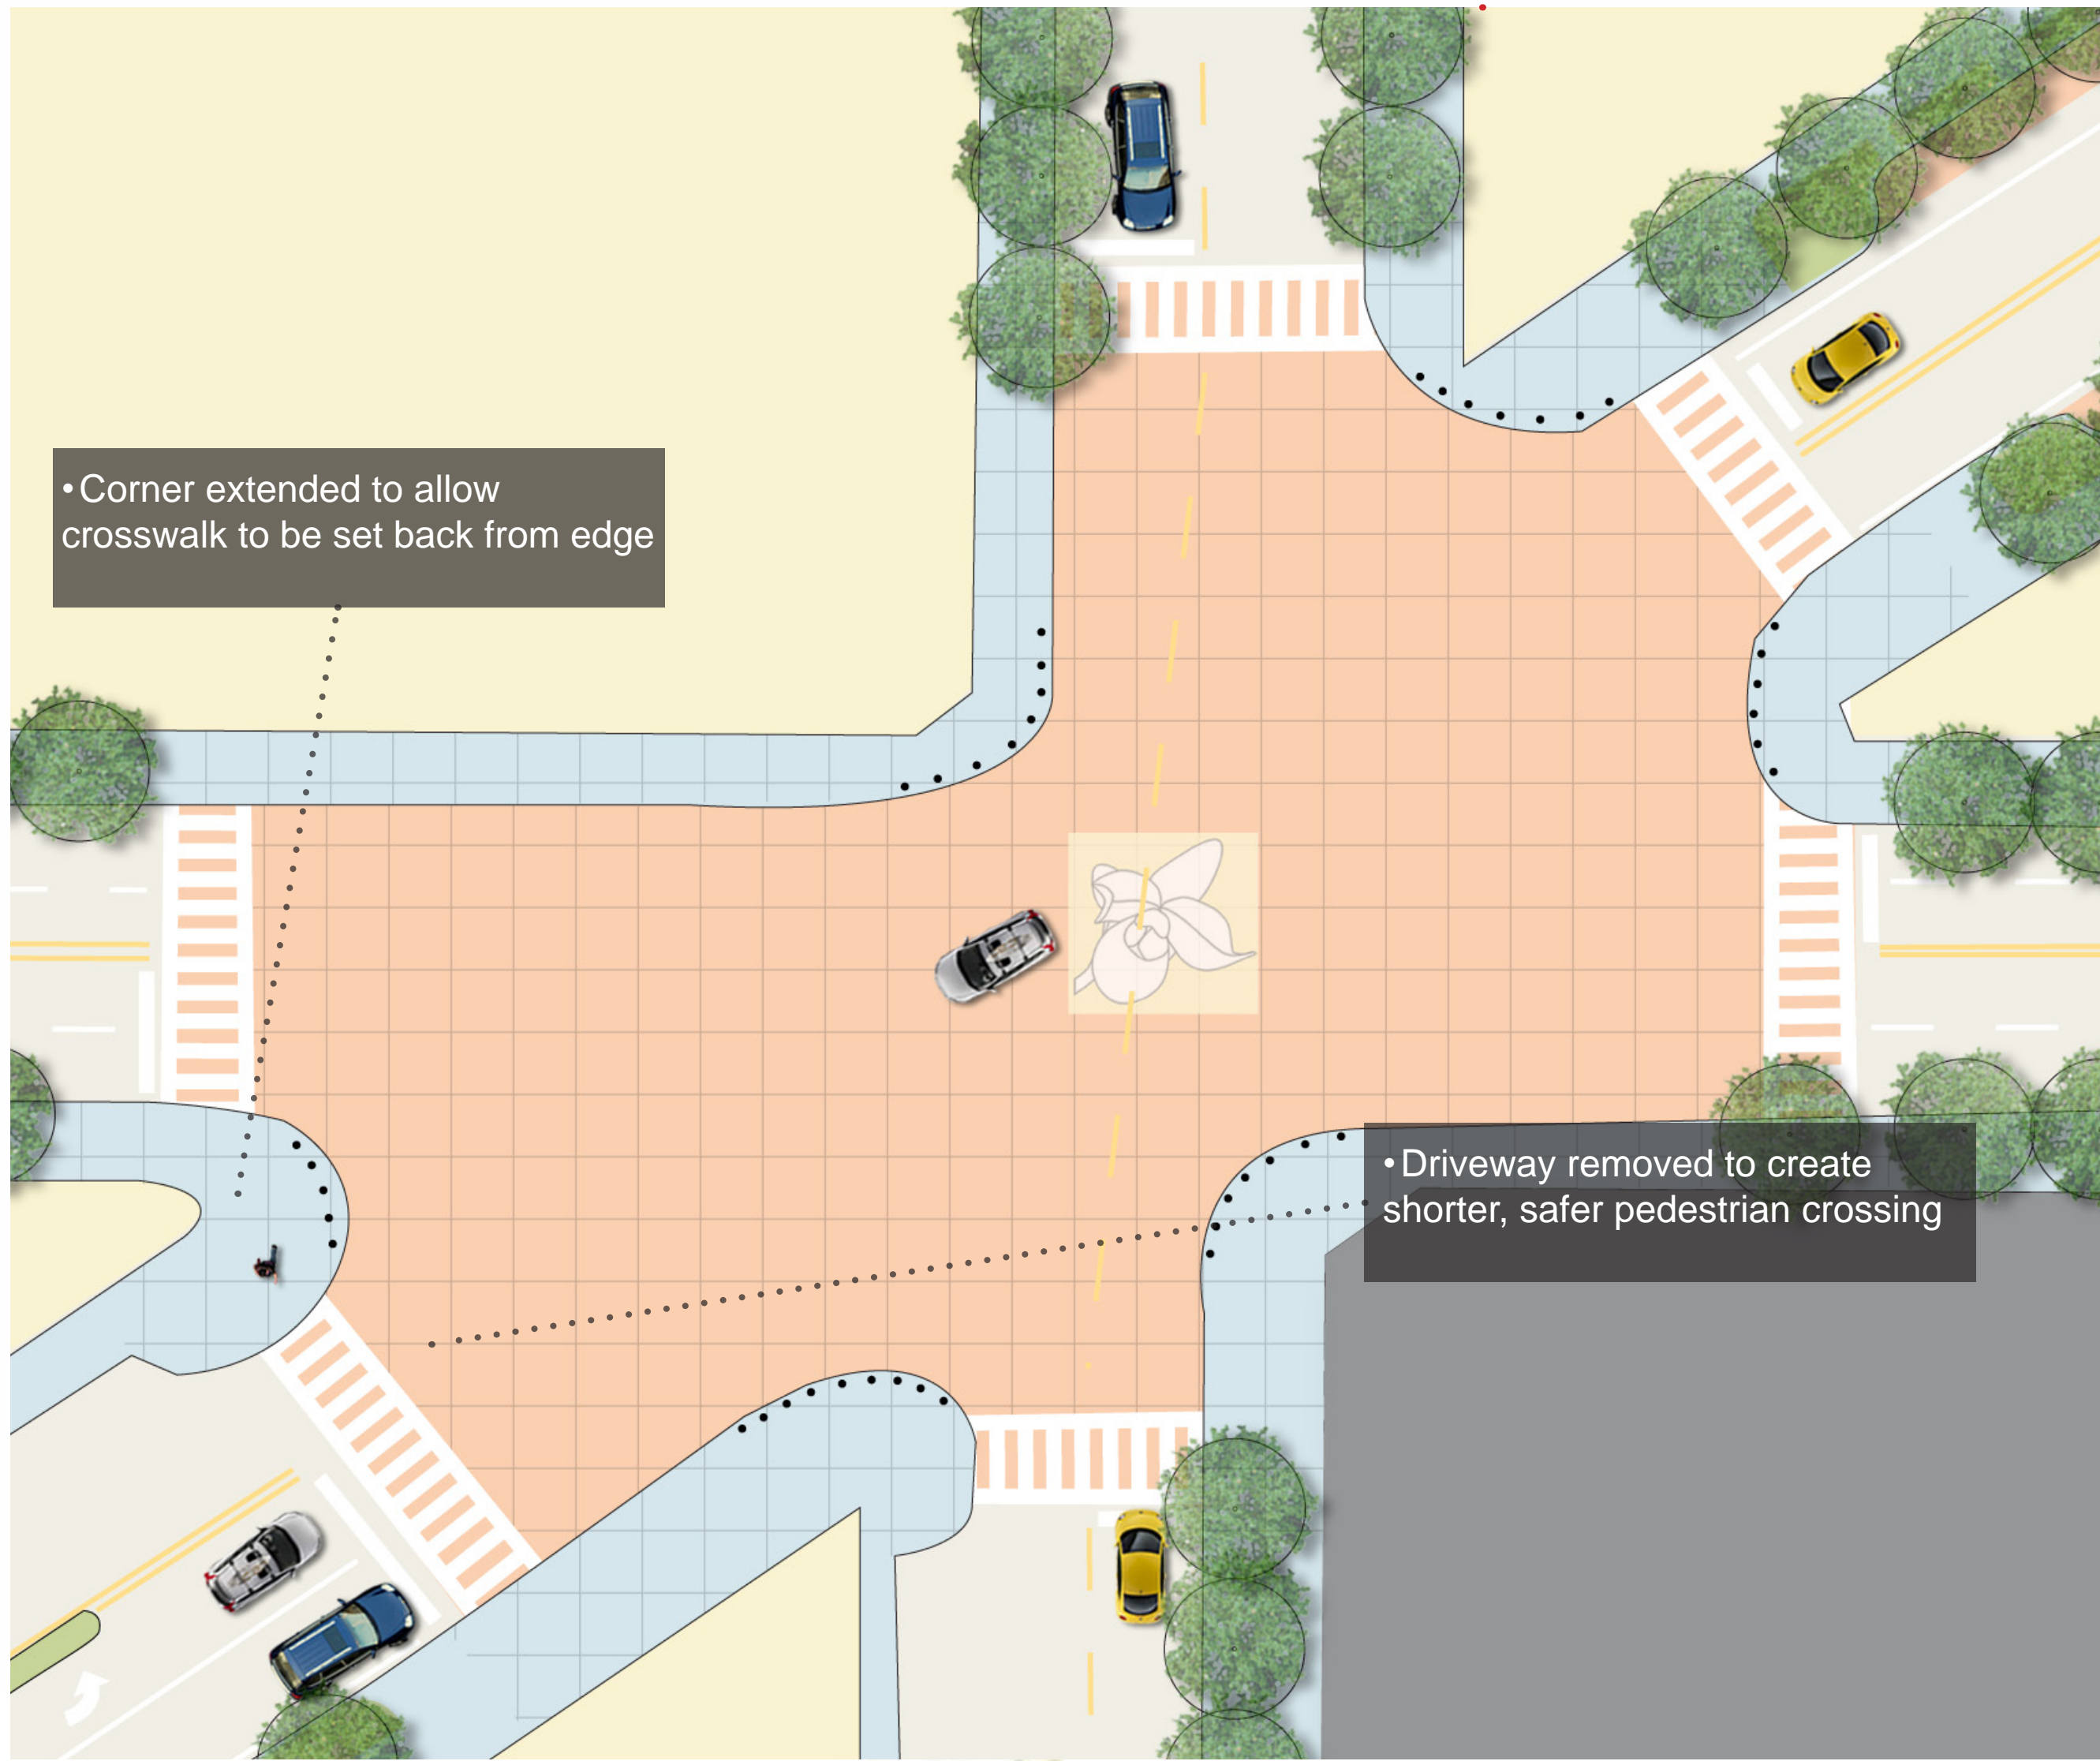 •Corner extended to allow
crosswalk to be set back from edge
•Driveway removed to create
shorter, safer pedestrian crossing